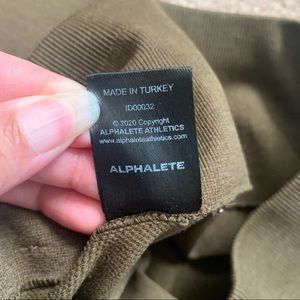 MADE IN TURKEY
ID00032
© 2020 Copyright
ALPHALETE ATHLETICS
www.alphaleteathletics.com
ALPHALETE